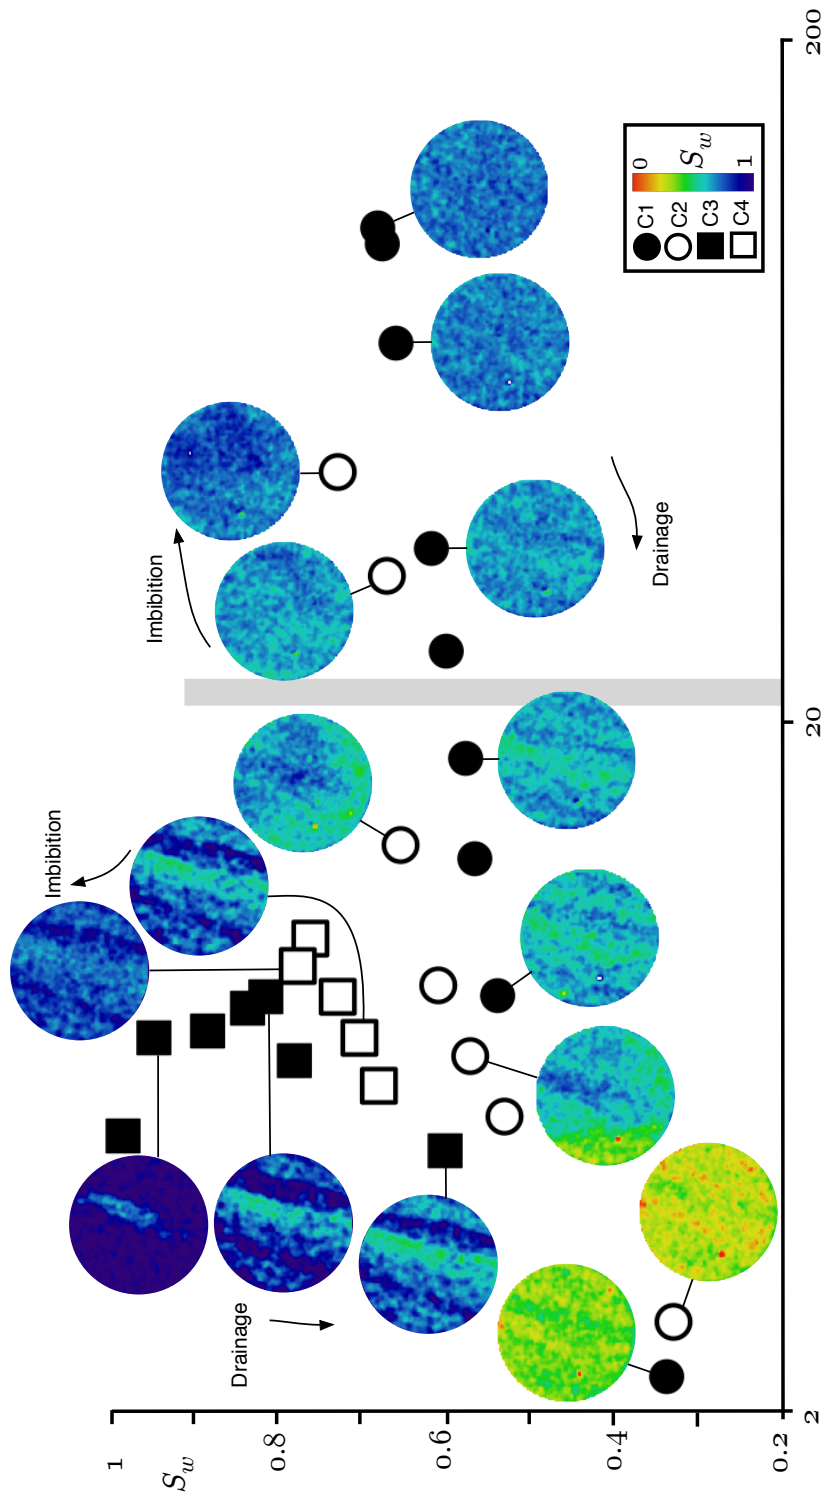 1
S_w
0.8
0.6
0.4
0.2
2
20
200
Imbibition
Imbibition
Drainage
Drainage
C1
C2
C3
C4
0
S_w
1